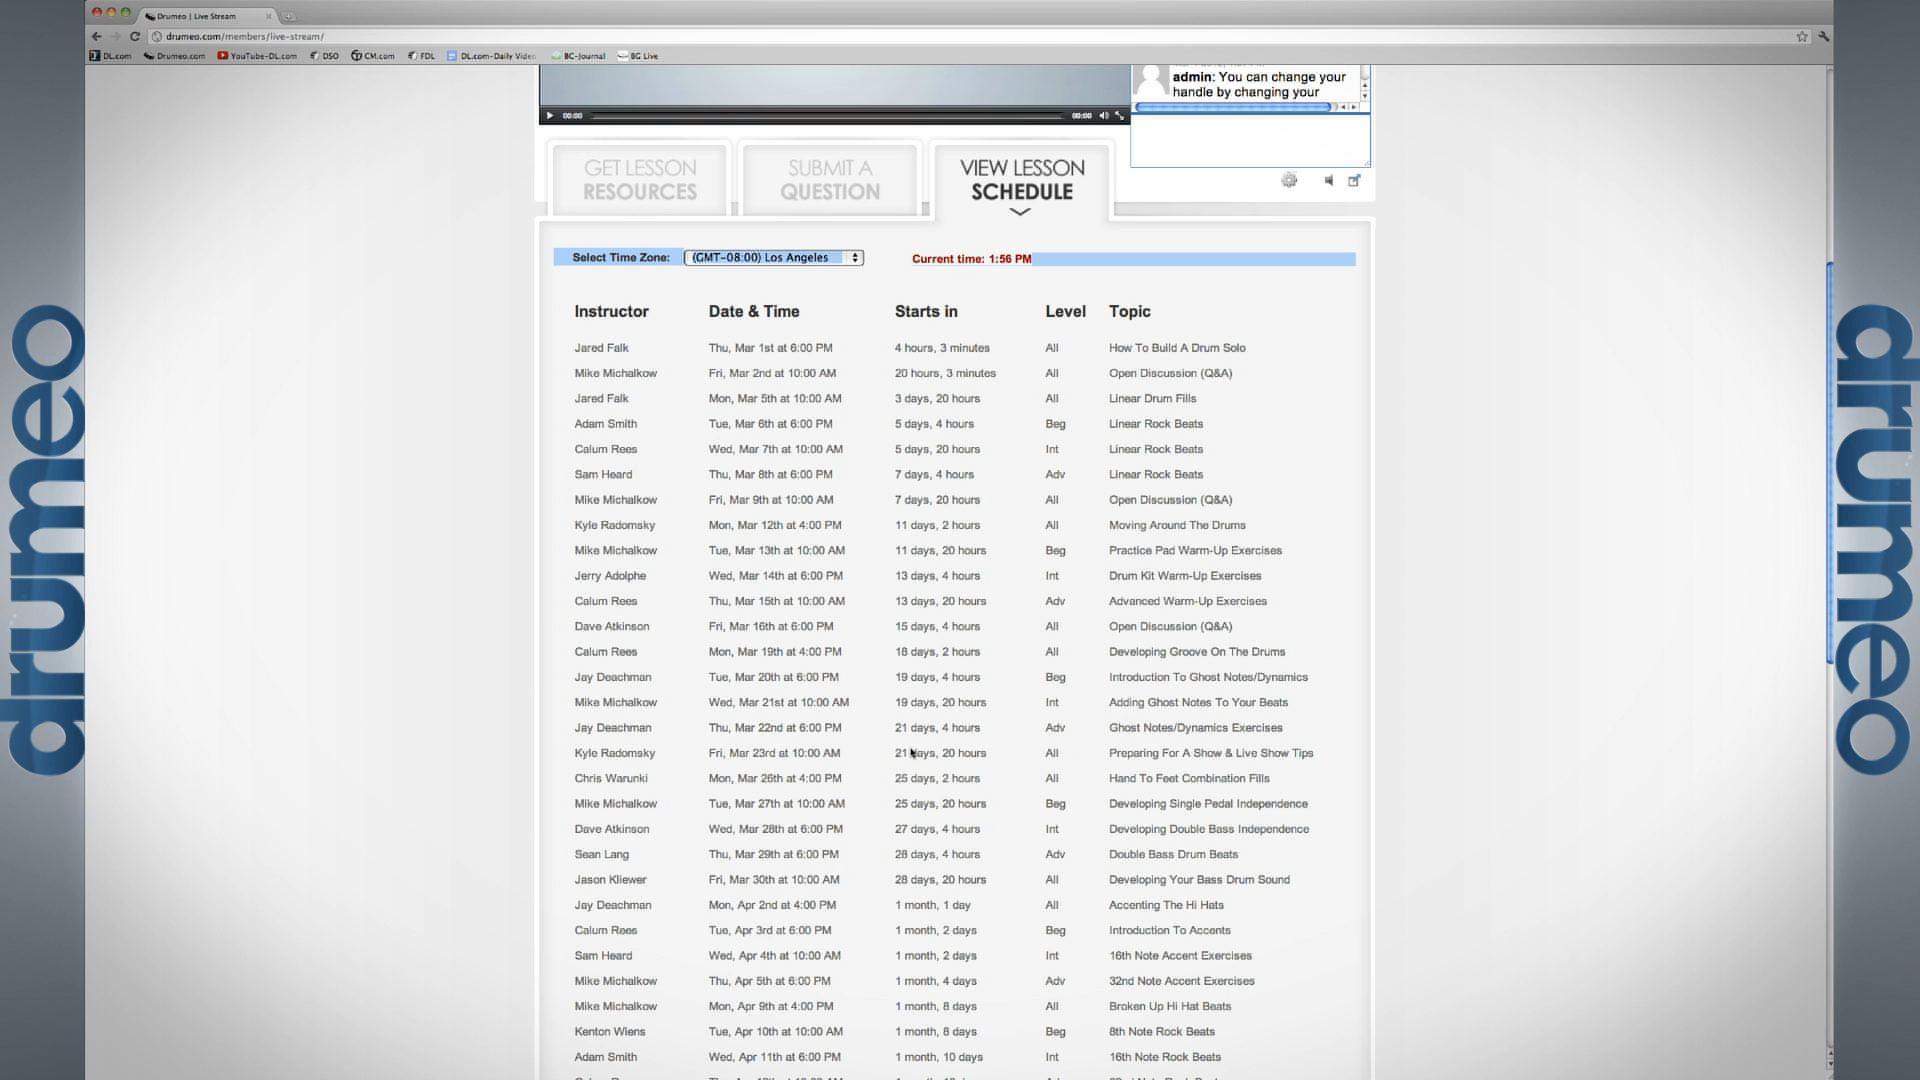 Drumeo | Live Stream
drumeo.com/members/live-stream/
DL.com Drumeo.com YouTube-DL.com DSO CM.com FDL DL.com-Daily Video BC-Journal BG Live
admin: You can change your
handle by changing your
00:00 00:00
GET LESSON
RESOURCES
SUBMIT A
QUESTION
VIEW LESSON
SCHEDULE
Select Time Zone: (GMT-08:00) Los Angeles Current time: 1:56 PM
Instructor Date & Time Starts in Level Topic
Jared Falk Thu, Mar 1st at 6:00 PM 4 hours, 3 minutes All How To Build A Drum Solo
Mike Michalkow Fri, Mar 2nd at 10:00 AM 20 hours, 3 minutes All Open Discussion (Q&A)
Jared Falk Mon, Mar 5th at 10:00 AM 3 days, 20 hours All Linear Drum Fills
Adam Smith Tue, Mar 6th at 6:00 PM 5 days, 4 hours Beg Linear Rock Beats
Calum Rees Wed, Mar 7th at 10:00 AM 5 days, 20 hours Int Linear Rock Beats
Sam Heard Thu, Mar 8th at 6:00 PM 7 days, 4 hours Adv Linear Rock Beats
Mike Michalkow Fri, Mar 9th at 10:00 AM 7 days, 20 hours All Open Discussion (Q&A)
Kyle Radomsky Mon, Mar 12th at 4:00 PM 11 days, 2 hours All Moving Around The Drums
Mike Michalkow Tue, Mar 13th at 10:00 AM 11 days, 20 hours Beg Practice Pad Warm-Up Exercises
Jerry Adolphe Wed, Mar 14th at 6:00 PM 13 days, 4 hours Int Drum Kit Warm-Up Exercises
Calum Rees Thu, Mar 15th at 10:00 AM 13 days, 20 hours Adv Advanced Warm-Up Exercises
Dave Atkinson Fri, Mar 16th at 6:00 PM 15 days, 4 hours All Open Discussion (Q&A)
Calum Rees Mon, Mar 19th at 4:00 PM 18 days, 2 hours All Developing Groove On The Drums
Jay Deachman Tue, Mar 20th at 6:00 PM 19 days, 4 hours Beg Introduction To Ghost Notes/Dynamics
Mike Michalkow Wed, Mar 21st at 10:00 AM 19 days, 20 hours Int Adding Ghost Notes To Your Beats
Jay Deachman Thu, Mar 22nd at 6:00 PM 21 days, 4 hours Adv Ghost Notes/Dynamics Exercises
Kyle Radomsky Fri, Mar 23rd at 10:00 AM 21 days, 20 hours All Preparing For A Show & Live Show Tips
Chris Warunki Mon, Mar 26th at 4:00 PM 25 days, 2 hours All Hand To Feet Combination Fills
Mike Michalkow Tue, Mar 27th at 10:00 AM 25 days, 20 hours Beg Developing Single Pedal Independence
Dave Atkinson Wed, Mar 28th at 6:00 PM 27 days, 4 hours Int Developing Double Bass Independence
Sean Lang Thu, Mar 29th at 6:00 PM 28 days, 4 hours Adv Double Bass Drum Beats
Jason Kliewer Fri, Mar 30th at 10:00 AM 28 days, 20 hours All Developing Your Bass Drum Sound
Jay Deachman Mon, Apr 2nd at 4:00 PM 1 month, 1 day All Accenting The Hi Hats
Calum Rees Tue, Apr 3rd at 6:00 PM 1 month, 2 days Beg Introduction To Accents
Sam Heard Wed, Apr 4th at 10:00 AM 1 month, 2 days Int 16th Note Accent Exercises
Mike Michalkow Thu, Apr 5th at 6:00 PM 1 month, 4 days Adv 32nd Note Accent Exercises
Mike Michalkow Mon, Apr 9th at 4:00 PM 1 month, 8 days All Broken Up Hi Hat Beats
Kenton Wiens Tue, Apr 10th at 10:00 AM 1 month, 8 days Beg 8th Note Rock Beats
Adam Smith Wed, Apr 11th at 6:00 PM 1 month, 10 days Int 16th Note Rock Beats
drumeo
drumeo